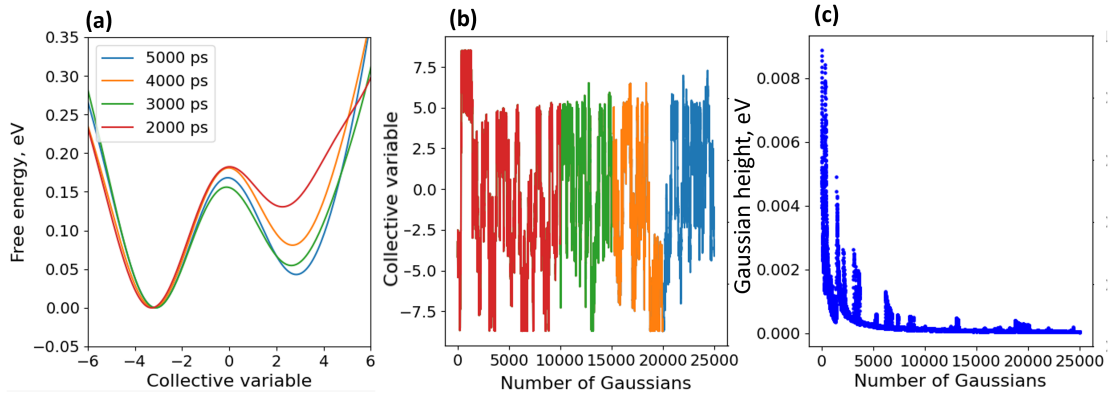 (a)
0.35
0.30
0.25
0.20
0.15
0.10
0.05
0.00
−0.05
Free energy, eV
5000 ps
4000 ps
3000 ps
2000 ps
−6 −4 −2 0 2 4 6
Collective variable
(b)
7.5
5.0
2.5
0.0
−2.5
−5.0
−7.5
Collective variable
0 5000 10000 15000 20000 25000
Number of Gaussians
(c)
0.008
0.006
0.004
0.002
0.000
Gaussian height, eV
0 5000 10000 15000 20000 25000
Number of Gaussians